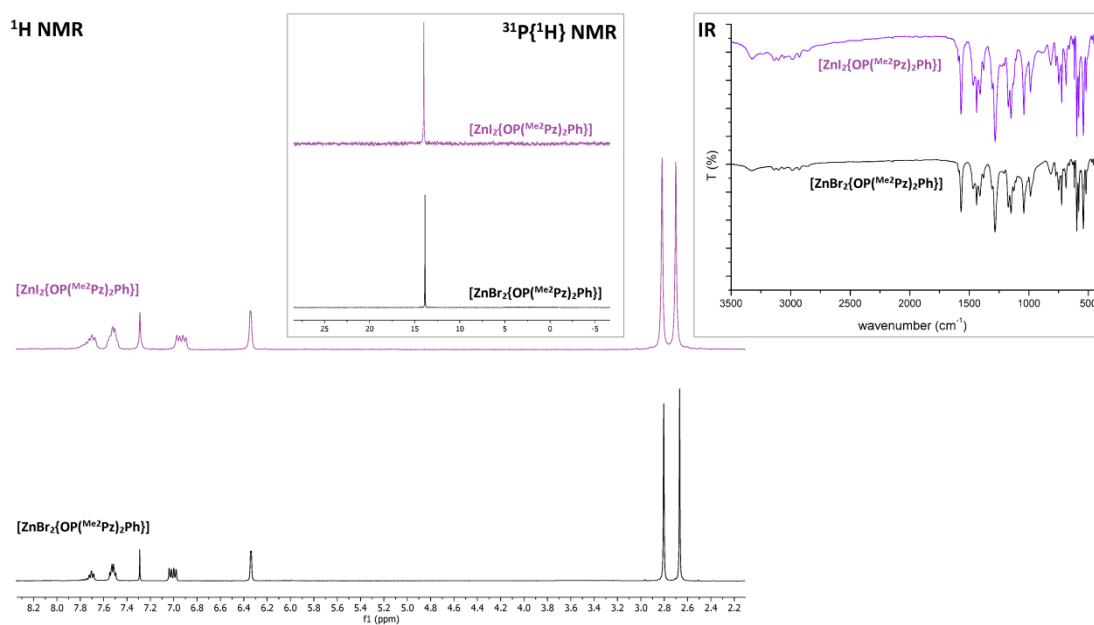 ¹H NMR
³¹P{¹H} NMR
[ZnI₂{OP(ᴹᵉ²Pz)₂Ph}]
[ZnBr₂{OP(ᴹᵉ²Pz)₂Ph}]
25 20 15 10 5 0 -5
IR
[ZnI₂{OP(ᴹᵉ²Pz)₂Ph}]
[ZnBr₂{OP(ᴹᵉ²Pz)₂Ph}]
T (%)
3500 3000 2500 2000 1500 1000 500
wavenumber (cm⁻¹)
[ZnI₂{OP(ᴹᵉ²Pz)₂Ph}]
[ZnBr₂{OP(ᴹᵉ²Pz)₂Ph}]
8.2 8.0 7.8 7.6 7.4 7.2 7.0 6.8 6.6 6.4 6.2 6.0 5.8 5.6 5.4 5.2 5.0 4.8 4.6 4.4 4.2 4.0 3.8 3.6 3.4 3.2 3.0 2.8 2.6 2.4 2.2
f1 (ppm)